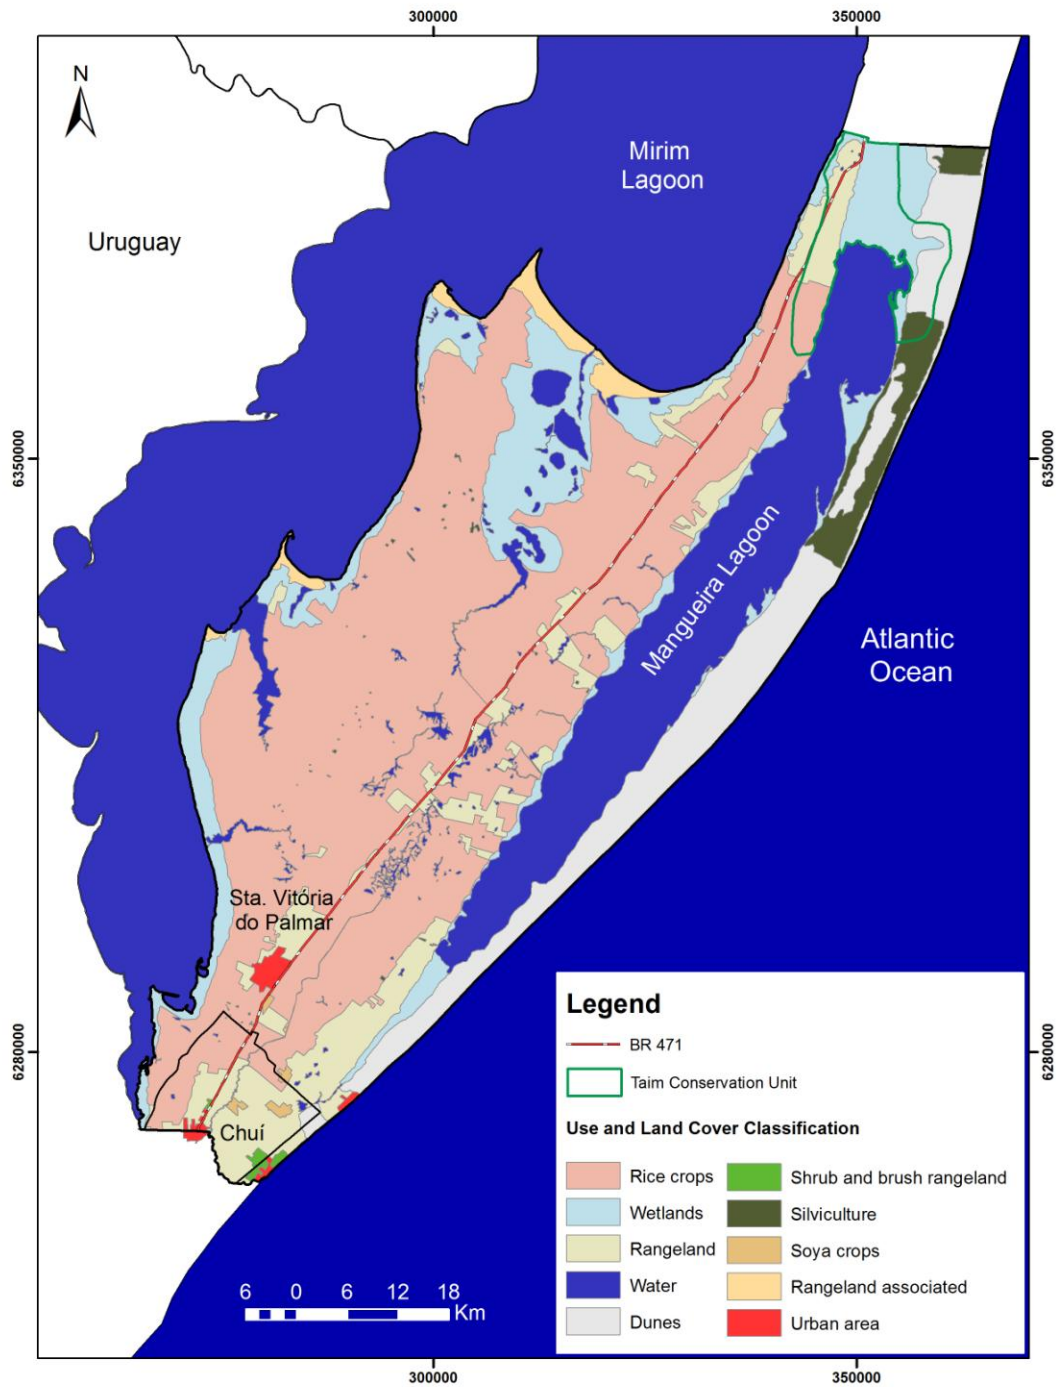 300000
350000
N
Mirim
Lagoon
Uruguay
6350000
6350000
Mangueira Lagoon
Atlantic
Ocean
Sta. Vitória
do Palmar
6280000
6280000
Chuí
Legend
BR 471
Taim Conservation Unit
Use and Land Cover Classification
Rice crops
Shrub and brush rangeland
Wetlands
Silviculture
Rangeland
Soya crops
Water
Rangeland associated
Dunes
Urban area
6 0 6 12 18
Km
300000
350000